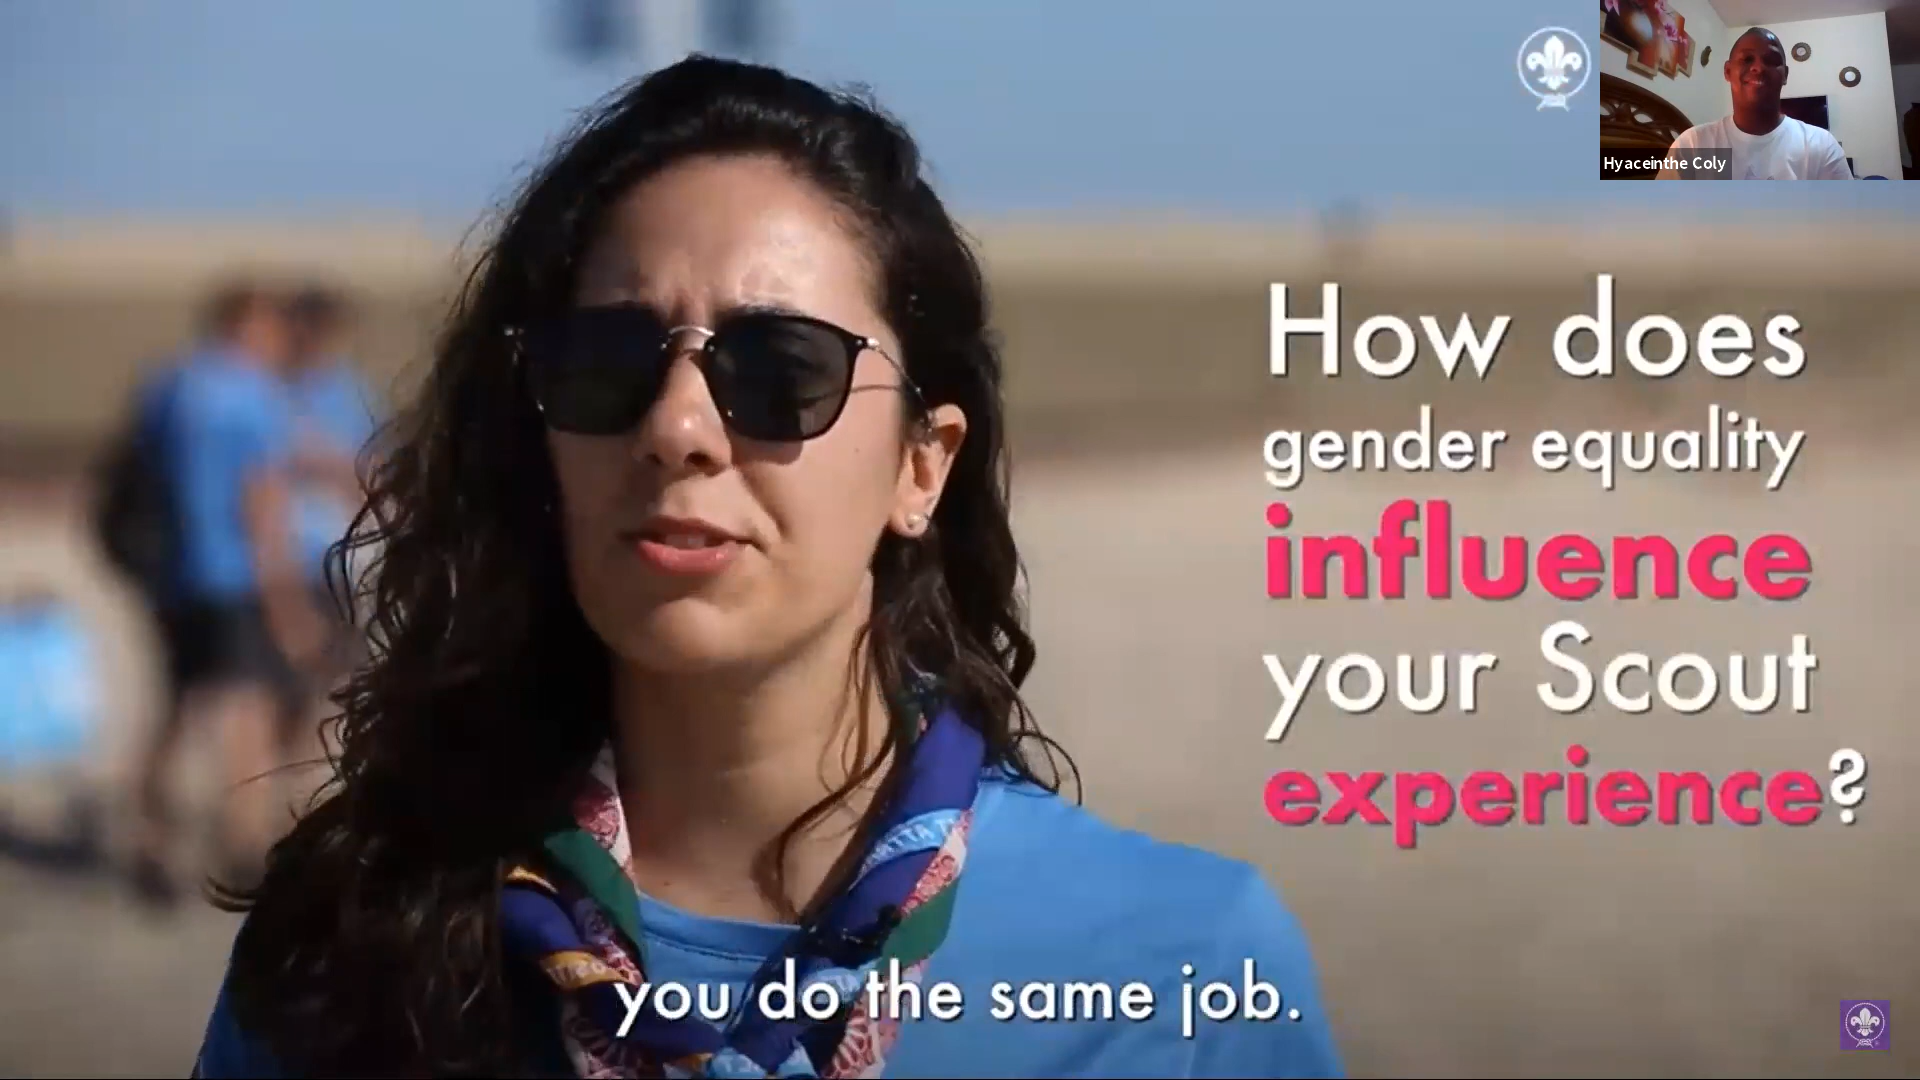 Hyaceinthe Coly
How does
gender equality
influence
your Scout
experience?
you do the same job.